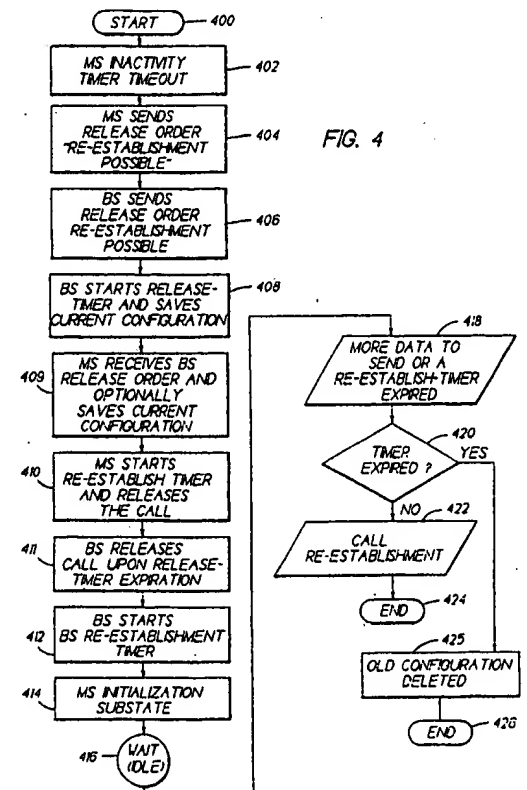 START
400
MS INACTIVITY
TIMER TIMEOUT
402
MS SENDS
RELEASE ORDER
"RE-ESTABLISHMENT
POSSIBLE"
404
FIG. 4
BS SENDS
RELEASE ORDER
RE-ESTABLISHMENT
POSSIBLE
406
BS STARTS RELEASE-
TIMER AND SAVES
CURRENT CONFIGURATION
408
409
MS RECEIVES BS
RELEASE ORDER AND
OPTIONALLY
SAVES CURRENT
CONFIGURATION
410
MS STARTS
RE-ESTABLISH TIMER
AND RELEASES
THE CALL
411
BS RELEASES
CALL UPON RELEASE-
TIMER EXPIRATION
412
BS STARTS
BS RE-ESTABLISHMENT
TIMER
414
MS INITIALIZATION
SUBSTATE
416
WAIT
(IDLE)
418
MORE DATA TO
SEND OR A
RE-ESTABLISH-TIMER
EXPIRED
420
TIMER
EXPIRED ?
YES
NO
422
CALL
RE-ESTABLISHMENT
END
424
425
OLD CONFIGURATION
DELETED
END
426